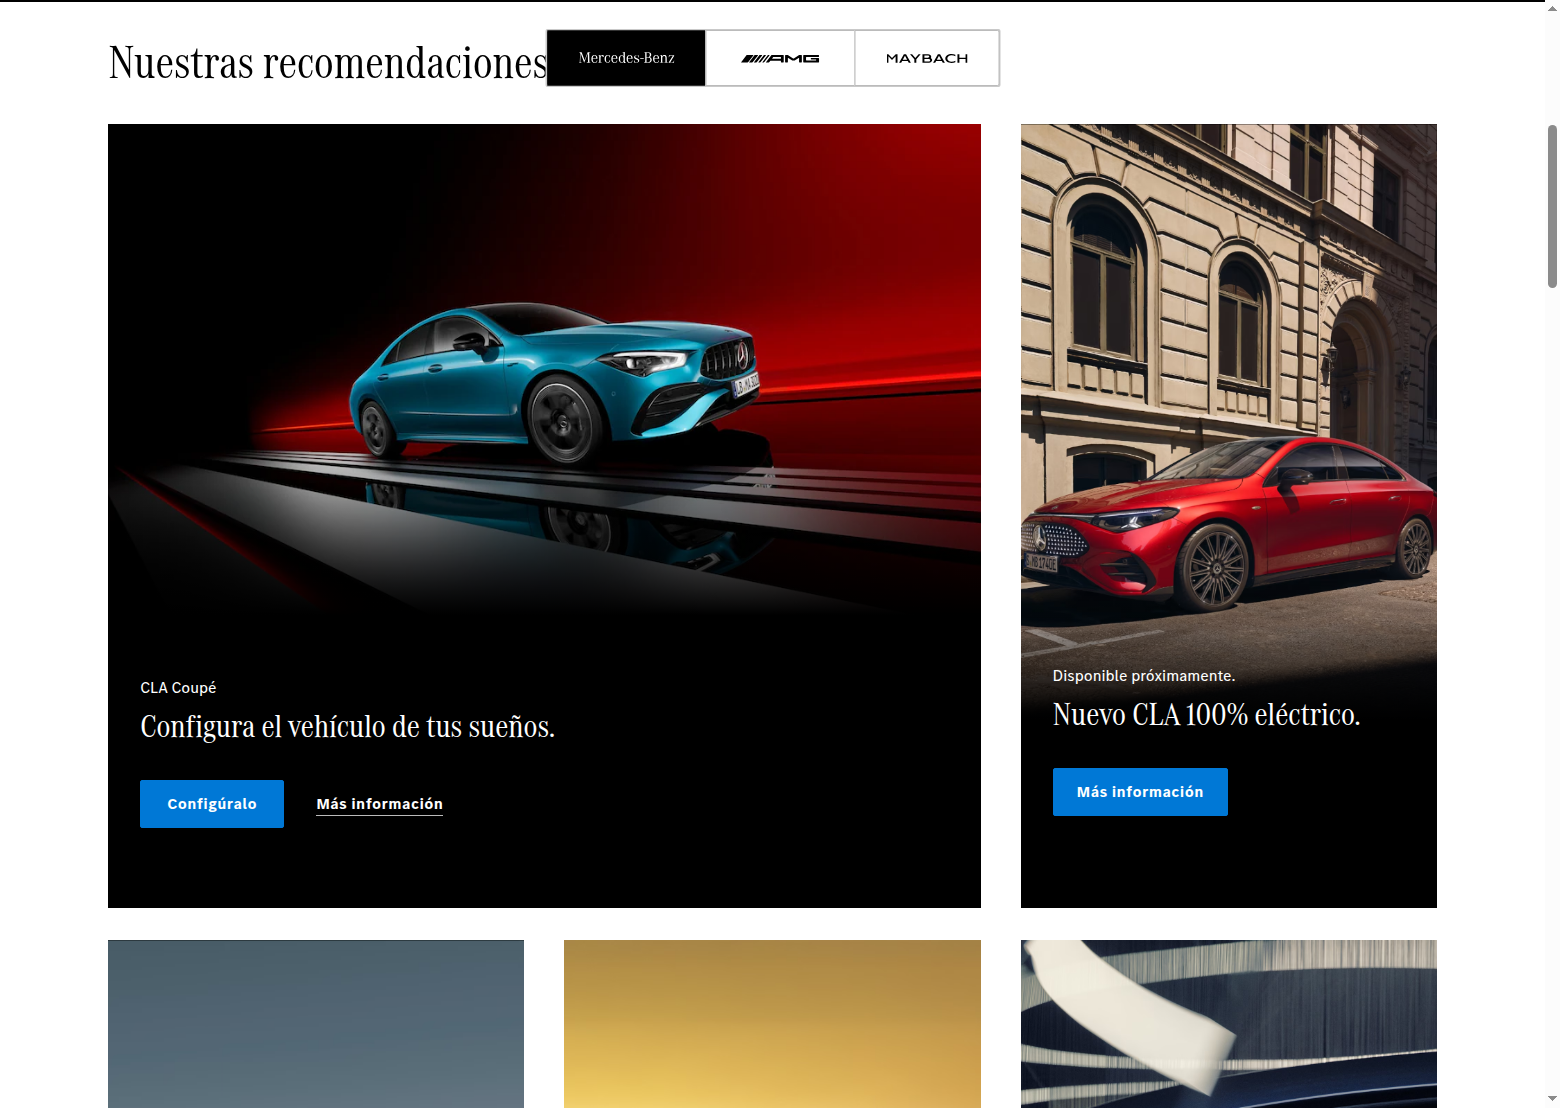 Nuestras recomendaciones
Mercedes-Benz
AMG
MAYBACH
CLA Coupé
Configura el vehículo de tus sueños.
Configúralo
Más información
Disponible próximamente.
Nuevo CLA 100% eléctrico.
Más información